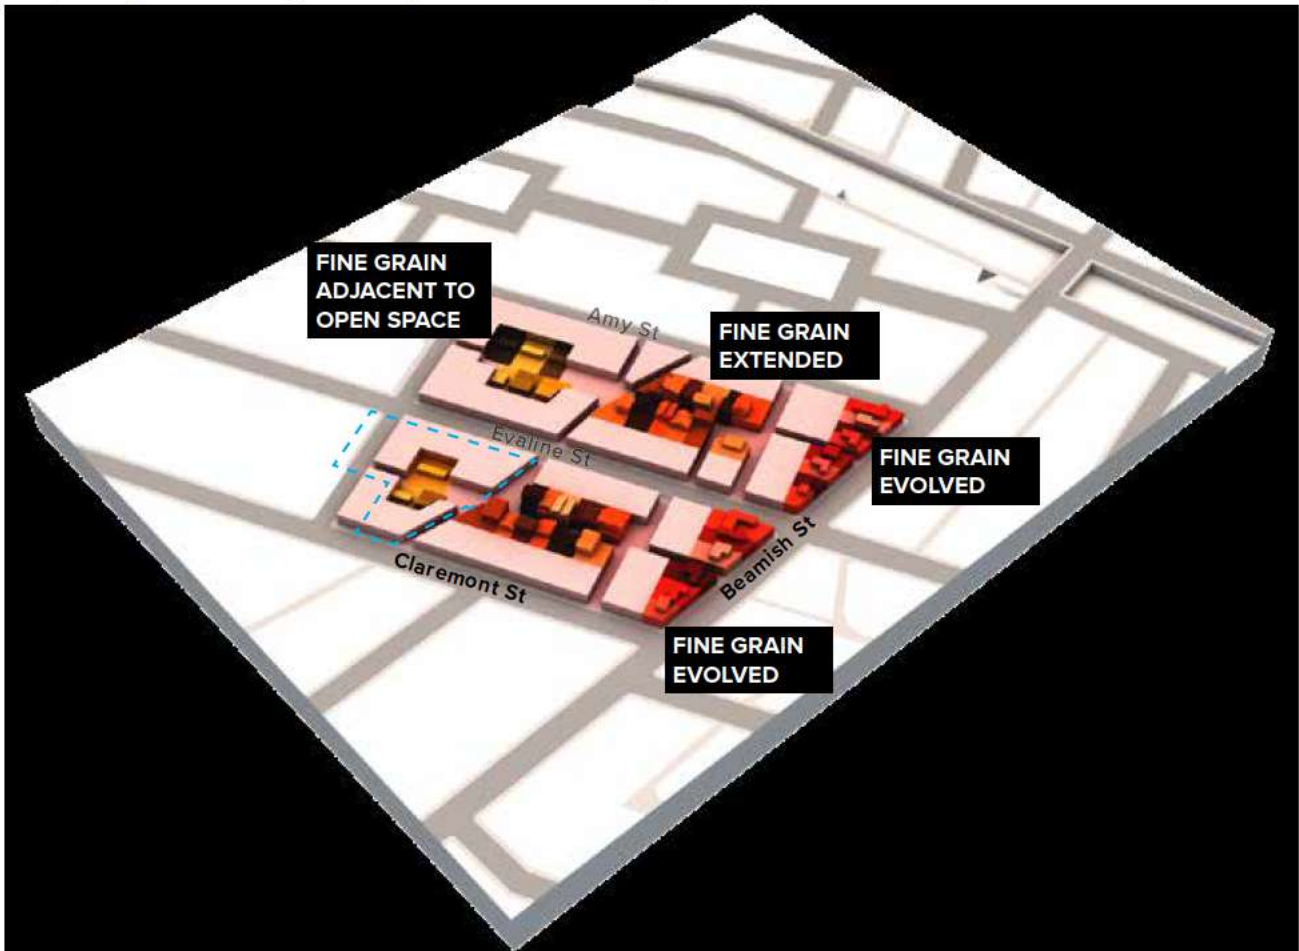 FINE GRAIN
ADJACENT TO
OPEN SPACE
Amy St
FINE GRAIN
EXTENDED
Evaline St
FINE GRAIN
EVOLVED
Claremont St
Beamish St
FINE GRAIN
EVOLVED